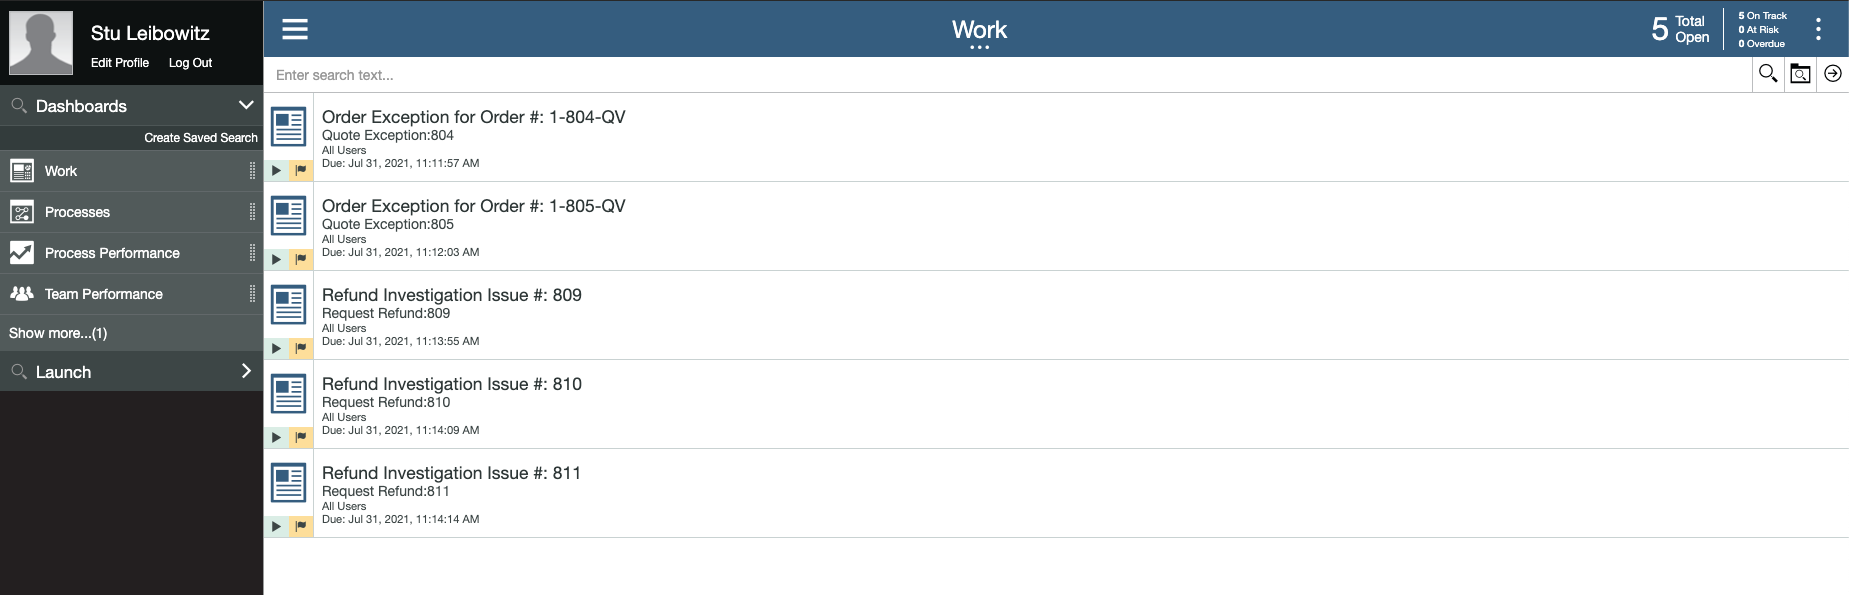 Stu Leibowitz
Edit Profile Log Out
Dashboards
Create Saved Search
Work
Processes
Process Performance
Team Performance
Show more...(1)
Launch
Work
5 Total Open
5 On Track
0 At Risk
0 Overdue
Enter search text...
Order Exception for Order #: 1-804-QV
Quote Exception:804
All Users
Due: Jul 31, 2021, 11:11:57 AM
Order Exception for Order #: 1-805-QV
Quote Exception:805
All Users
Due: Jul 31, 2021, 11:12:03 AM
Refund Investigation Issue #: 809
Request Refund:809
All Users
Due: Jul 31, 2021, 11:13:55 AM
Refund Investigation Issue #: 810
Request Refund:810
All Users
Due: Jul 31, 2021, 11:14:09 AM
Refund Investigation Issue #: 811
Request Refund:811
All Users
Due: Jul 31, 2021, 11:14:14 AM